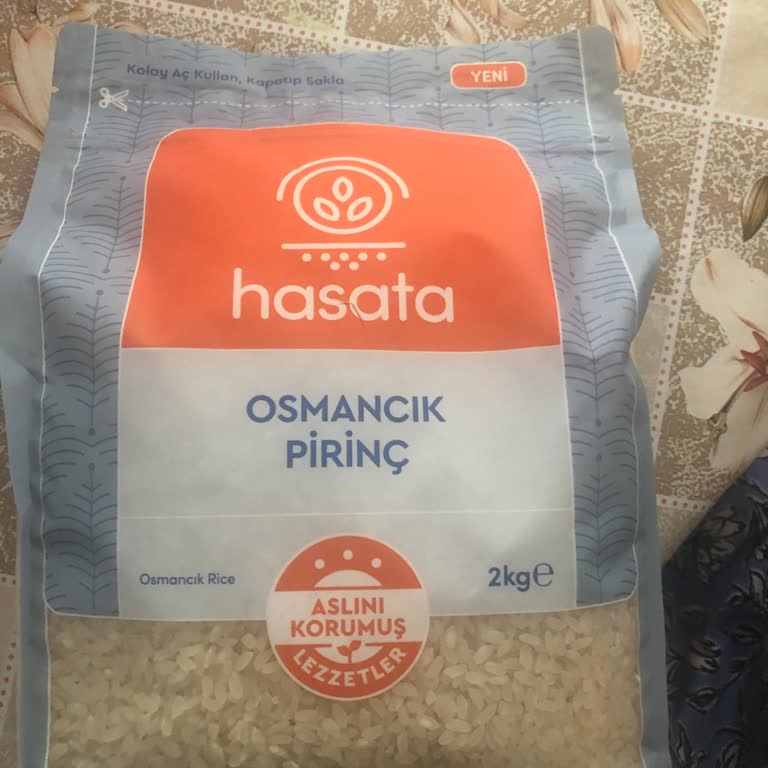 Kolay Aç Kullan, Kapatıp Sakla
YENİ
hasata
OSMANCIK
PİRİNÇ
Osmancık Rice
2kg℮
ASLINI
KORUMUŞ
LEZZETLER